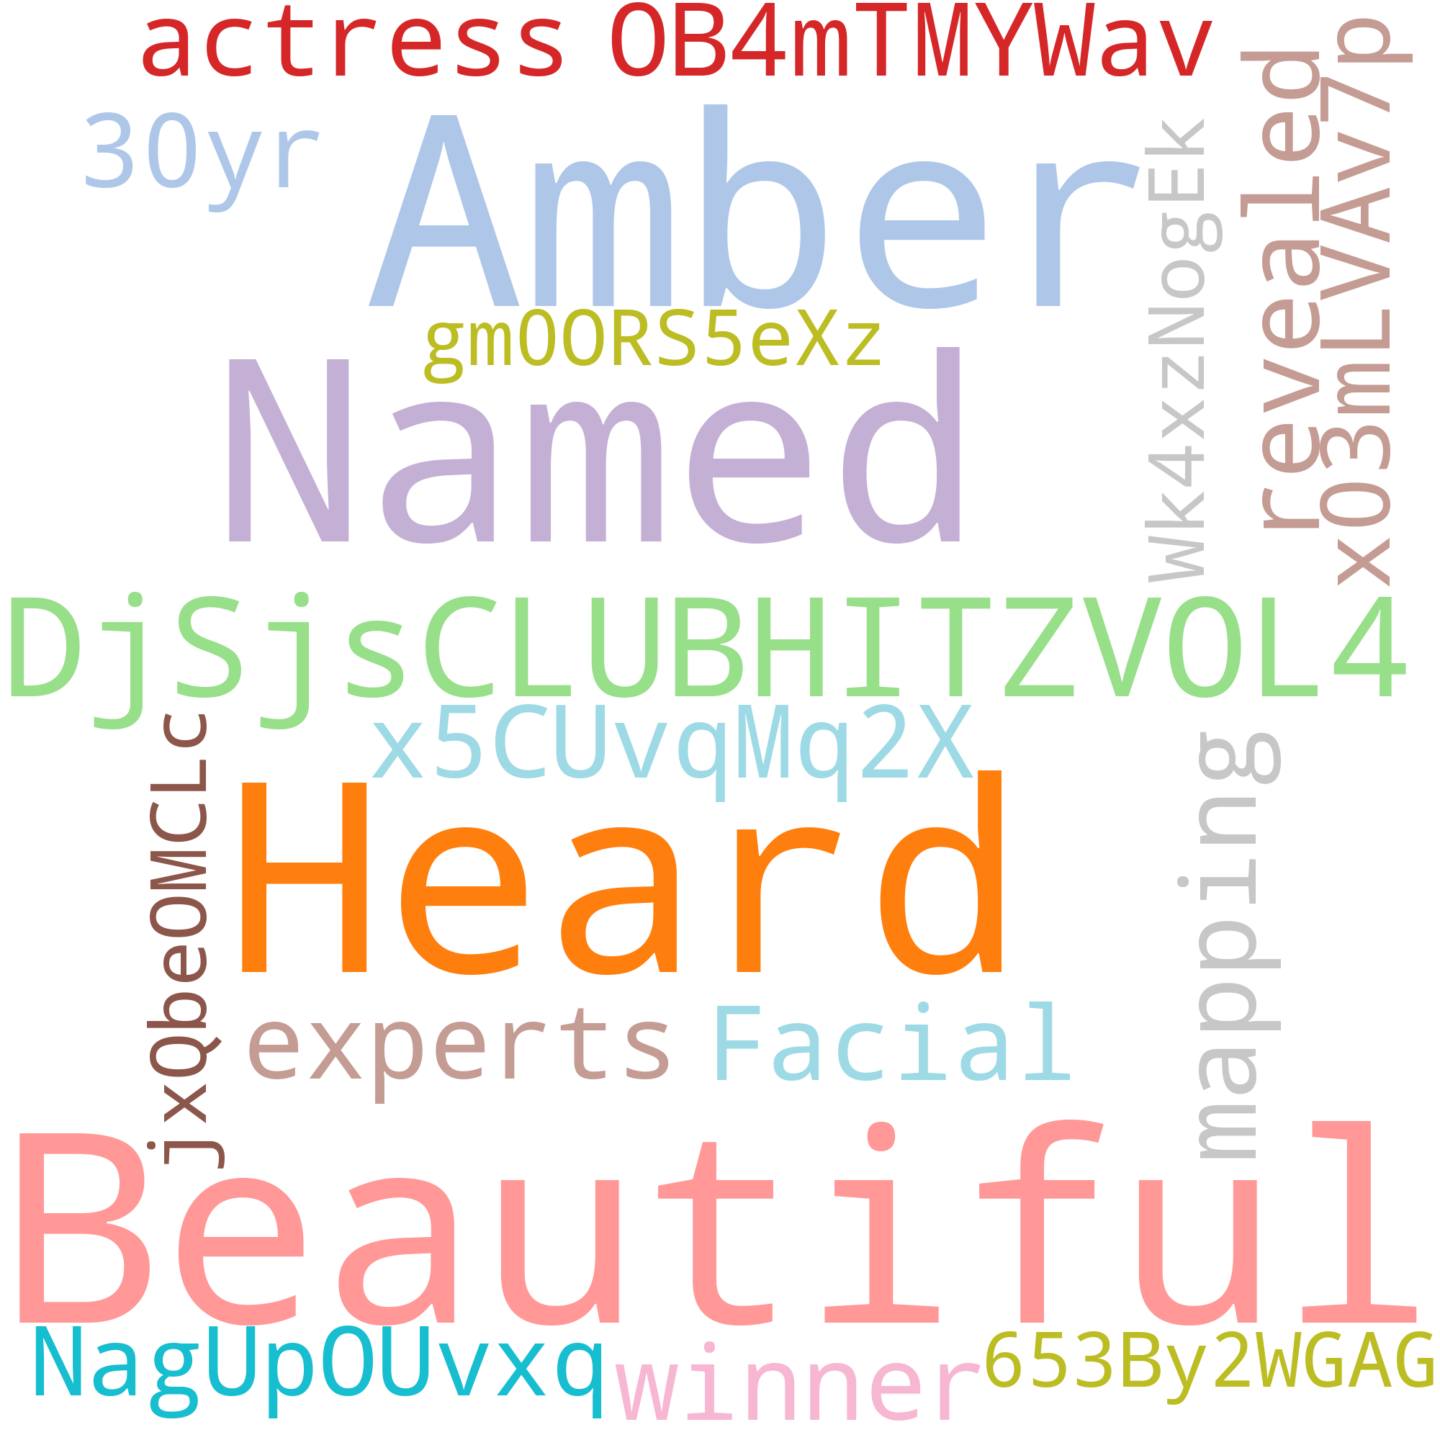 actress OB4mTMYWav
30yr
Amber
revealed
x03mLVAv7p
Wk4xzNogEk
gm0ORS5eXz
Named
DjSjsCLUBHITZVOL4
x5CUvqMq2X
jxQbeOMCLc
Heard
mapping
experts Facial
Beautiful
NagUpOUvxq winner 653By2WGAG